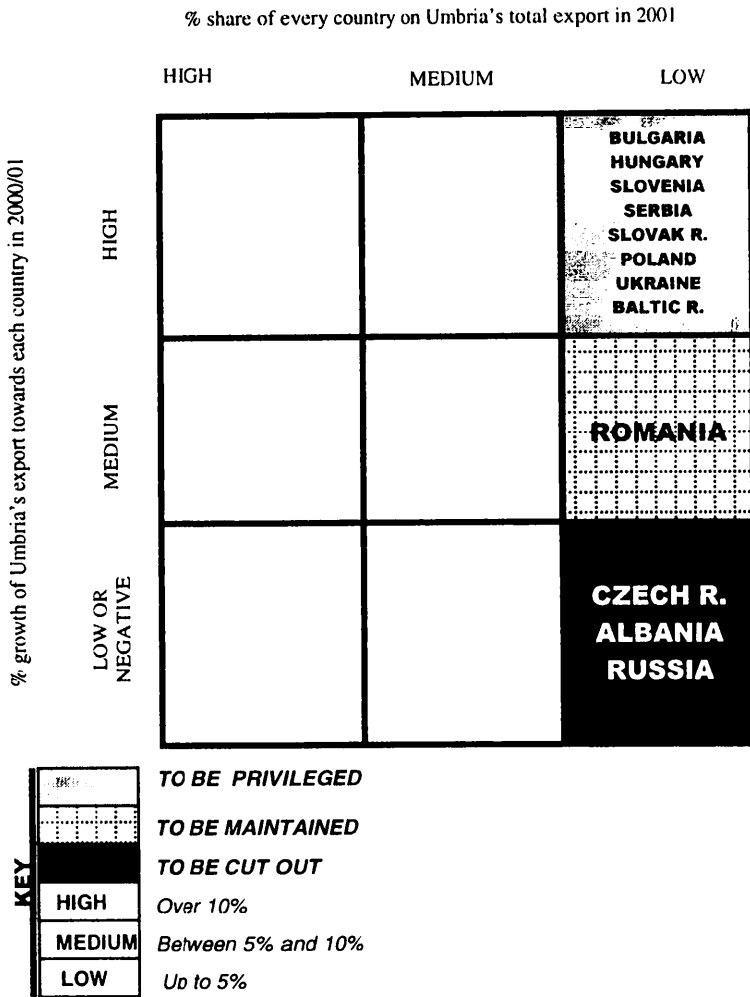 % share of every country on Umbria's total export in 2001
HIGH MEDIUM LOW
% growth of Umbria's export towards each country in 2000/01
HIGH
BULGARIA
HUNGARY
SLOVENIA
SERBIA
SLOVAK R.
POLAND
UKRAINE
BALTIC R.
MEDIUM
ROMANIA
LOW OR
NEGATIVE
CZECH R.
ALBANIA
RUSSIA
KEY
TO BE PRIVILEGED
TO BE MAINTAINED
TO BE CUT OUT
HIGH Over 10%
MEDIUM Between 5% and 10%
LOW Up to 5%